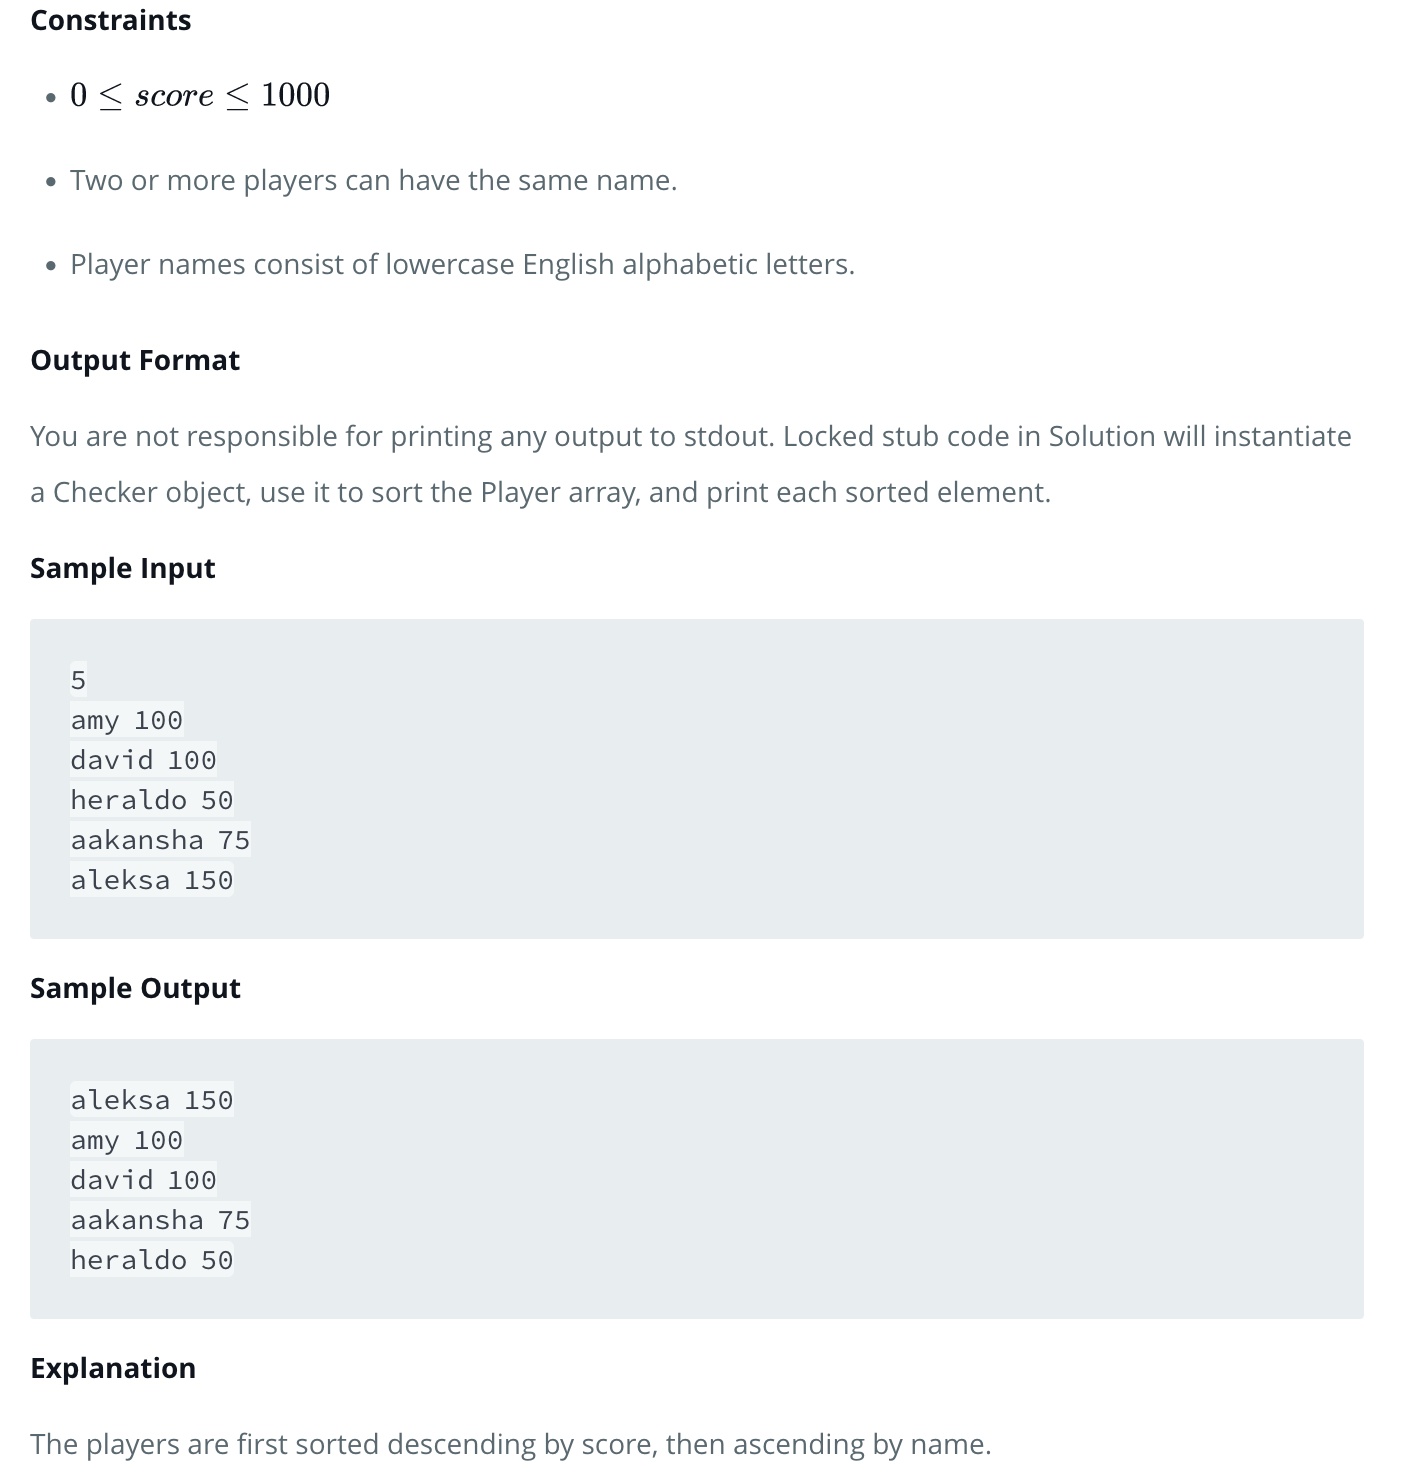 Constraints
• 0 ≤ score ≤ 1000
• Two or more players can have the same name.
• Player names consist of lowercase English alphabetic letters.
Output Format
You are not responsible for printing any output to stdout. Locked stub code in Solution will instantiate
a Checker object, use it to sort the Player array, and print each sorted element.
Sample Input
5
amy 100
david 100
heraldo 50
aakansha 75
aleksa 150
Sample Output
aleksa 150
amy 100
david 100
aakansha 75
heraldo 50
Explanation
The players are first sorted descending by score, then ascending by name.